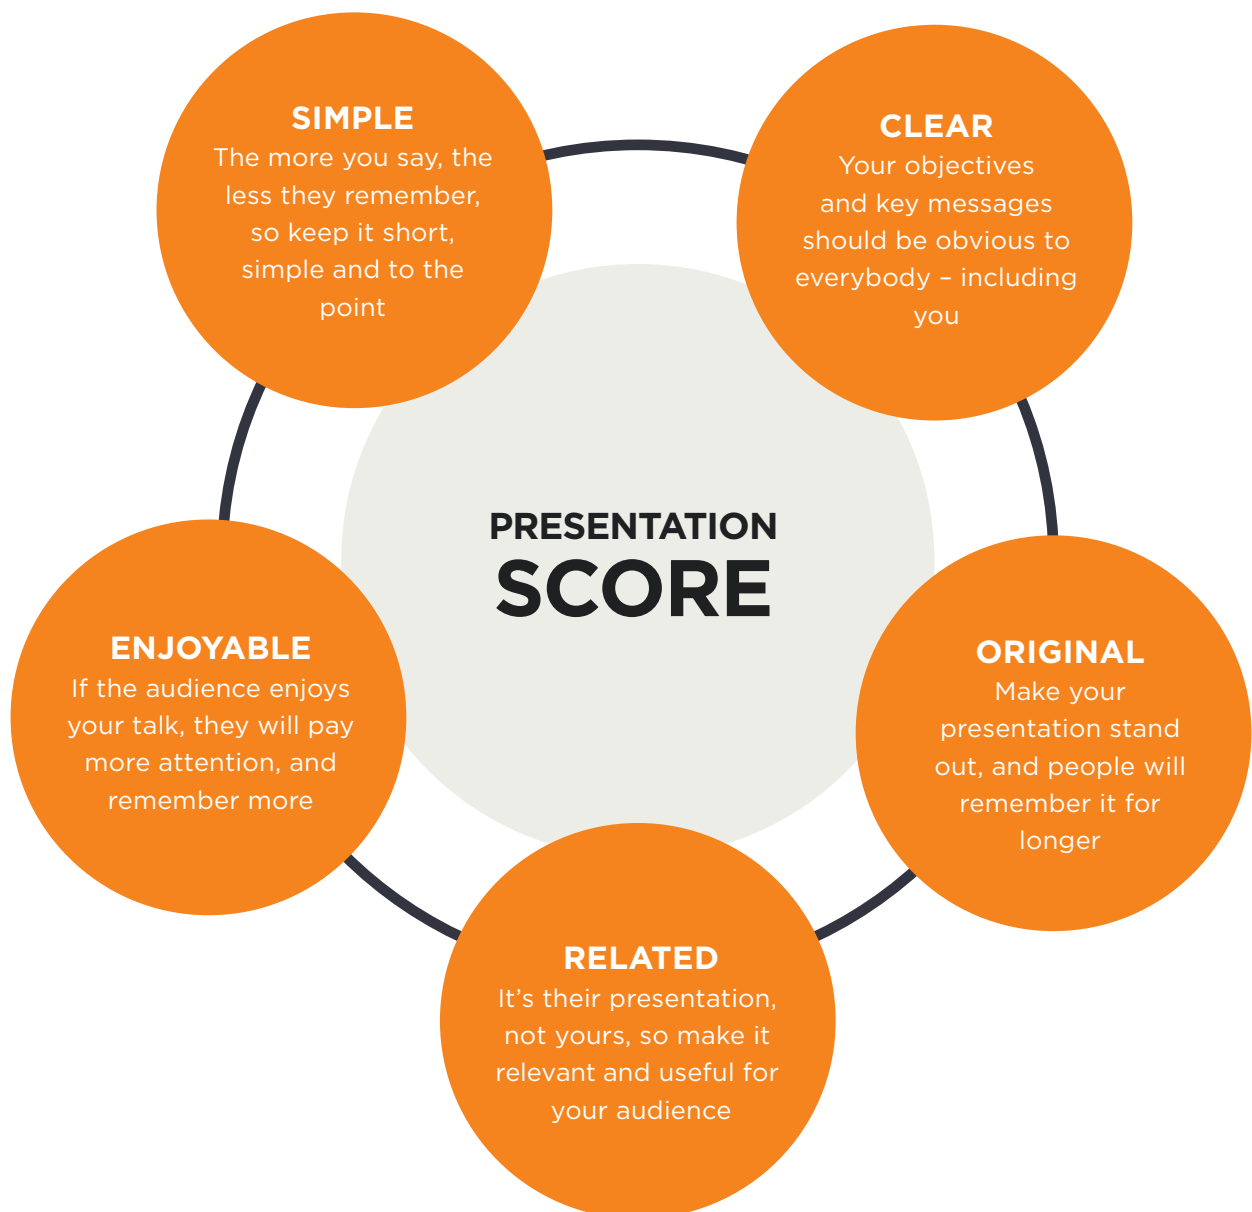 SIMPLE
The more you say, the
less they remember,
so keep it short,
simple and to the
point
CLEAR
Your objectives
and key messages
should be obvious to
everybody – including
you
PRESENTATION
SCORE
ENJOYABLE
If the audience enjoys
your talk, they will pay
more attention, and
remember more
ORIGINAL
Make your
presentation stand
out, and people will
remember it for
longer
RELATED
It’s their presentation,
not yours, so make it
relevant and useful for
your audience